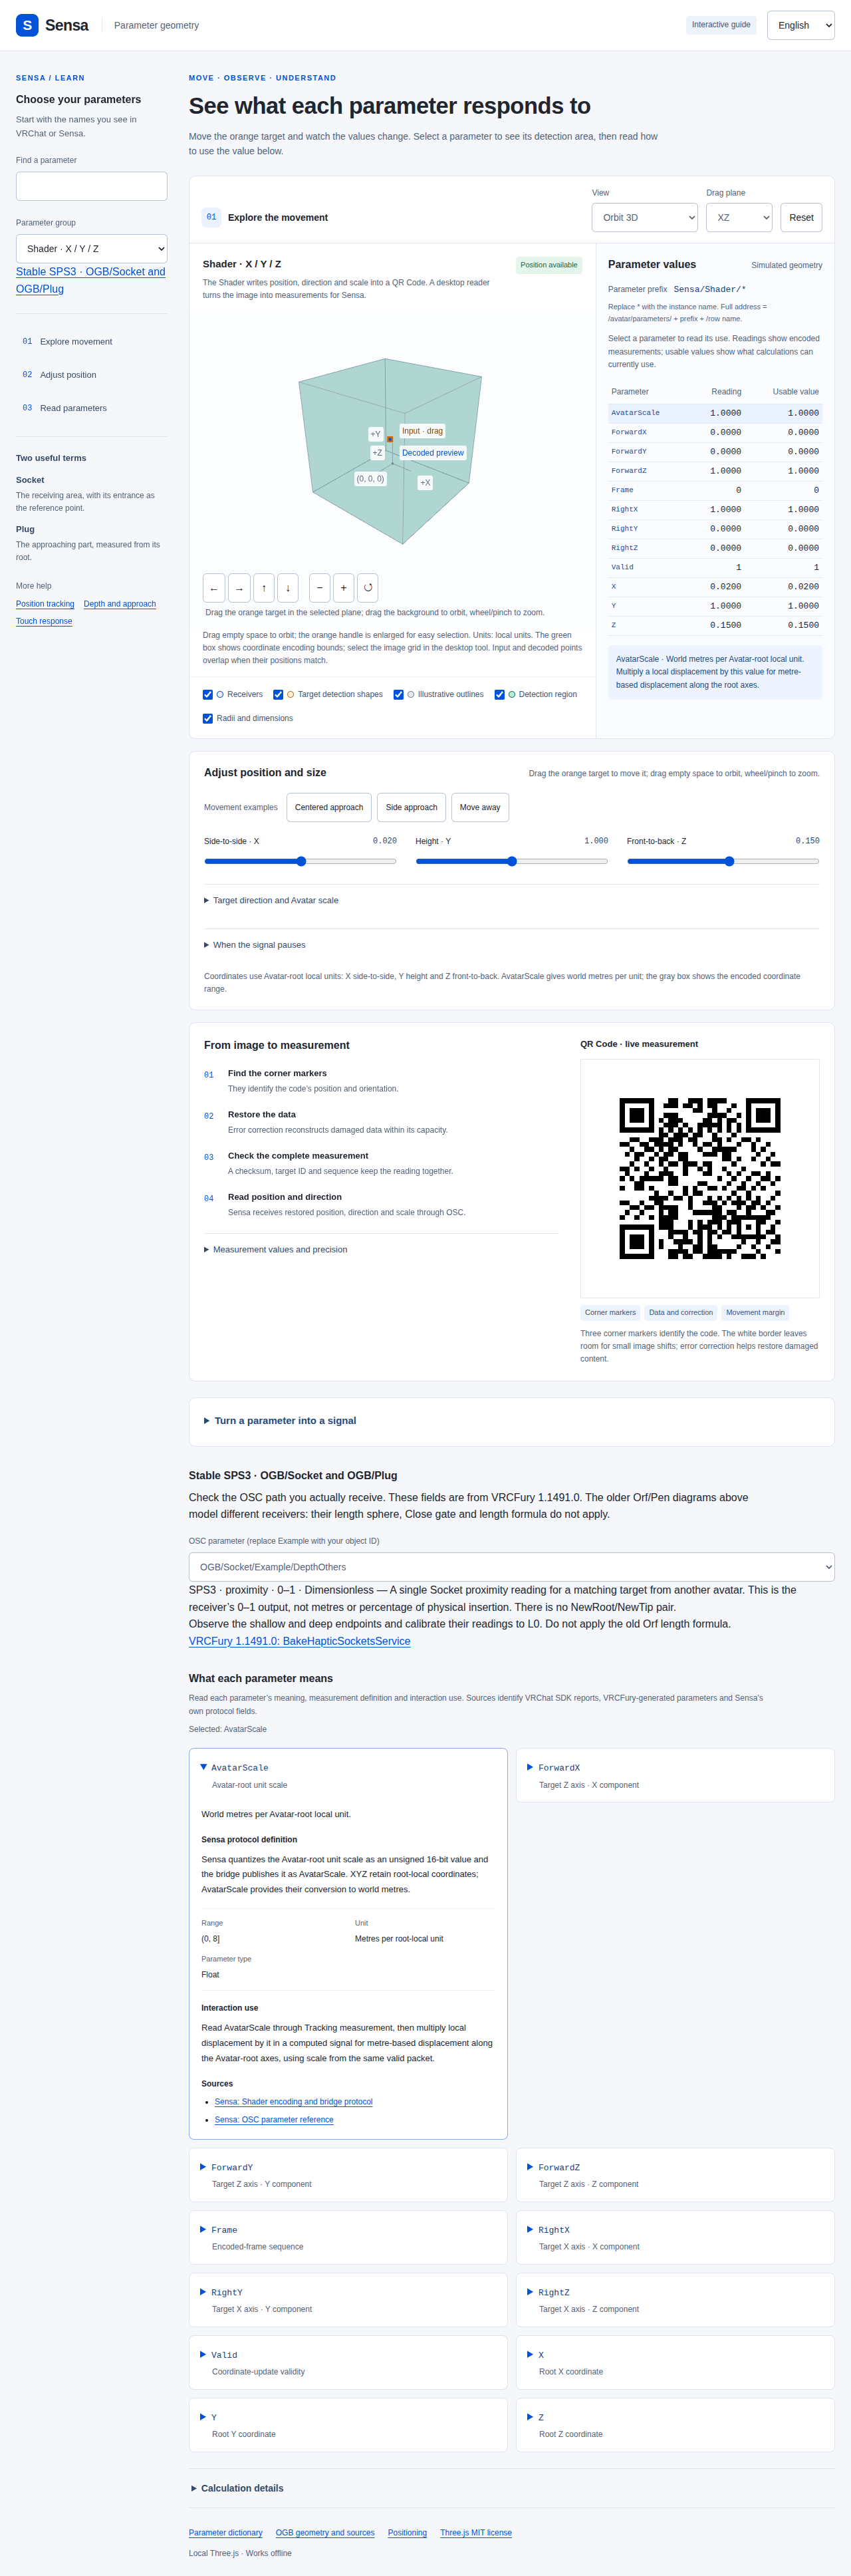 S Sensa Parameter geometry Interactive guide English
SENSA / LEARN
Choose your parameters
Start with the names you see in
VRChat or Sensa.
Find a parameter
Parameter group
Shader · X / Y / Z
Stable SPS3 · OGB/Socket and
OGB/Plug
01 Explore movement
02 Adjust position
03 Read parameters
Two useful terms
Socket
The receiving area, with its entrance as
the reference point.
Plug
The approaching part, measured from its
root.
More help
Position tracking Depth and approach
Touch response
MOVE · OBSERVE · UNDERSTAND
See what each parameter responds to
Move the orange target and watch the values change. Select a parameter to see its detection area, then read how
to use the value below.
01 Explore the movement
View
Orbit 3D
Drag plane
XZ
Reset
Shader · X / Y / Z
Position available
The Shader writes position, direction and scale into a QR Code. A desktop reader
turns the image into measurements for Sensa.
+Y
Input · drag
+Z
Decoded preview
(0, 0, 0)
+X
← → ↑ ↓ − +
Drag the orange target in the selected plane; drag the background to orbit, wheel/pinch to zoom.
Drag empty space to orbit; the orange handle is enlarged for easy selection. Units: local units. The green
box shows coordinate encoding bounds; select the image grid in the desktop tool. Input and decoded points
overlap when their positions match.
Receivers Target detection shapes Illustrative outlines Detection region
Radii and dimensions
Parameter values Simulated geometry
Parameter prefix Sensa/Shader/*
Replace * with the instance name. Full address =
/avatar/parameters/ + prefix + /row name.
Select a parameter to read its use. Readings show encoded
measurements; usable values show what calculations can
currently use.
Parameter Reading Usable value
AvatarScale 1.0000 1.0000
ForwardX 0.0000 0.0000
ForwardY 0.0000 0.0000
ForwardZ 1.0000 1.0000
Frame 0 0
RightX 1.0000 1.0000
RightY 0.0000 0.0000
RightZ 0.0000 0.0000
Valid 1 1
X 0.0200 0.0200
Y 1.0000 1.0000
Z 0.1500 0.1500
AvatarScale · World metres per Avatar-root local unit.
Multiply a local displacement by this value for metre-
based displacement along the root axes.
Adjust position and size
Drag the orange target to move it; drag empty space to orbit, wheel/pinch to zoom.
Movement examples Centered approach Side approach Move away
Side-to-side · X 0.020
Height · Y 1.000
Front-to-back · Z 0.150
Target direction and Avatar scale
When the signal pauses
Coordinates use Avatar-root local units: X side-to-side, Y height and Z front-to-back. AvatarScale gives world metres per unit; the gray box shows the encoded coordinate
range.
From image to measurement
01 Find the corner markers
They identify the code's position and orientation.
02 Restore the data
Error correction reconstructs damaged data within its capacity.
03 Check the complete measurement
A checksum, target ID and sequence keep the reading together.
04 Read position and direction
Sensa receives restored position, direction and scale through OSC.
Measurement values and precision
QR Code · live measurement
Corner markers Data and correction Movement margin
Three corner markers identify the code. The white border leaves
room for small image shifts; error correction helps restore damaged
content.
Turn a parameter into a signal
Stable SPS3 · OGB/Socket and OGB/Plug
Check the OSC path you actually receive. These fields are from VRCFury 1.1491.0. The older Orf/Pen diagrams above
model different receivers: their length sphere, Close gate and length formula do not apply.
OSC parameter (replace Example with your object ID)
OGB/Socket/Example/DepthOthers
SPS3 · proximity · 0–1 · Dimensionless — A single Socket proximity reading for a matching target from another avatar. This is the
receiver's 0–1 output, not metres or percentage of physical insertion. There is no NewRoot/NewTip pair.
Observe the shallow and deep endpoints and calibrate their readings to L0. Do not apply the old Orf length formula.
VRCFury 1.1491.0: BakeHapticSocketsService
What each parameter means
Read each parameter's meaning, measurement definition and interaction use. Sources identify VRChat SDK reports, VRCFury-generated parameters and Sensa's
own protocol fields.
Selected: AvatarScale
AvatarScale
Avatar-root unit scale
World metres per Avatar-root local unit.
Sensa protocol definition
Sensa quantizes the Avatar-root unit scale as an unsigned 16-bit value and
the bridge publishes it as AvatarScale. XYZ retain root-local coordinates;
AvatarScale provides their conversion to world metres.
Range Unit
(0, 8] Metres per root-local unit
Parameter type
Float
Interaction use
Read AvatarScale through Tracking measurement, then multiply local
displacement by it in a computed signal for metre-based displacement along
the Avatar-root axes, using scale from the same valid packet.
Sources
Sensa: Shader encoding and bridge protocol
Sensa: OSC parameter reference
ForwardX
Target Z axis · X component
ForwardY
Target Z axis · Y component
ForwardZ
Target Z axis · Z component
Frame
Encoded-frame sequence
RightX
Target X axis · X component
RightY
Target X axis · Y component
RightZ
Target X axis · Z component
Valid
Coordinate-update validity
X
Root X coordinate
Y
Root Y coordinate
Z
Root Z coordinate
Calculation details
Parameter dictionary OGB geometry and sources Positioning Three.js MIT license
Local Three.js · Works offline